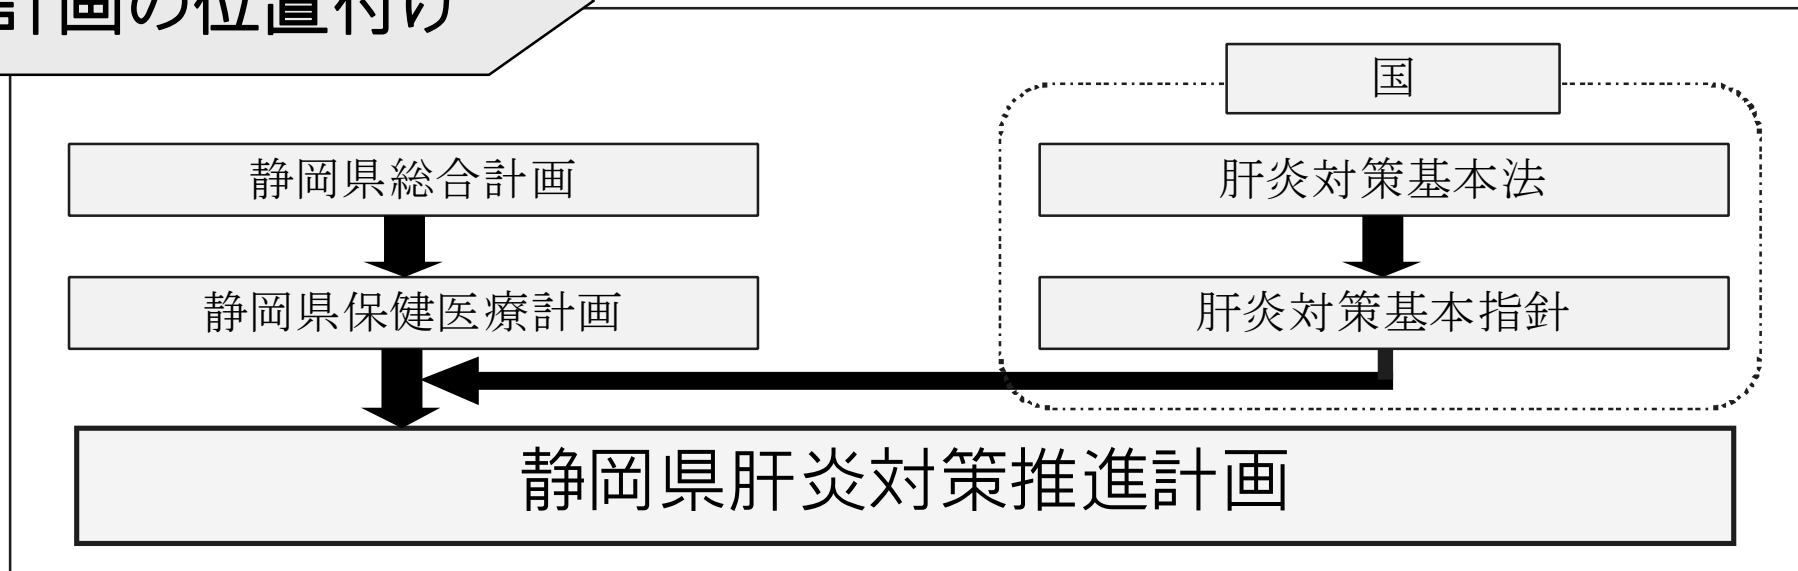 計画の位置付け
国
静岡県総合計画
肝炎対策基本法
静岡県保健医療計画
肝炎対策基本指針
静岡県肝炎対策推進計画